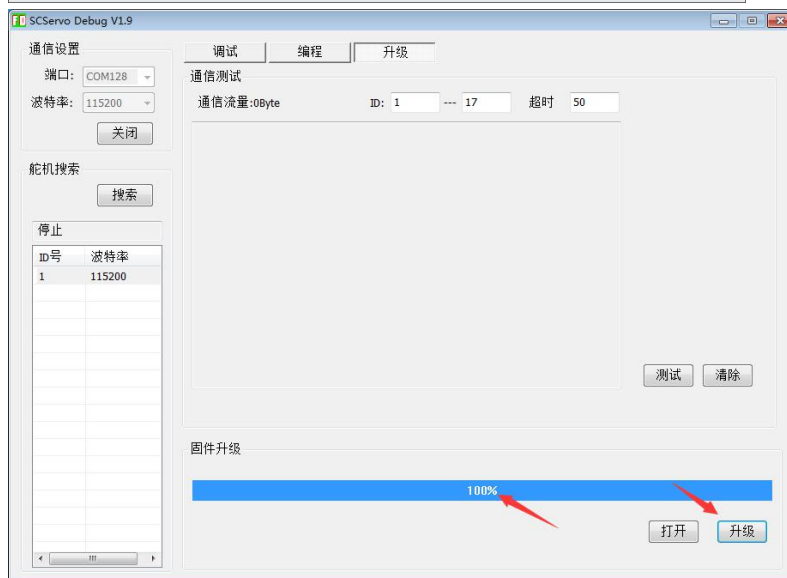 SCServo Debug V1.9
通信设置
端口: COM128
波特率: 115200
关闭
舵机搜索
搜索
停止
ID号 波特率
1 115200
调试 编程 升级
通信测试
通信流量:0Byte ID: 1 --- 17 超时 50
测试 清除
固件升级
100%
打开 升级